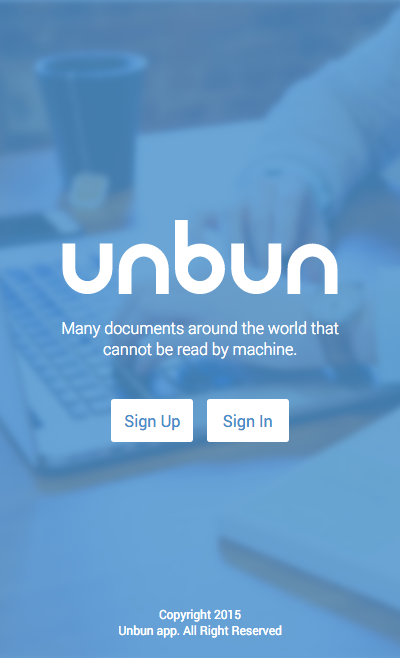 unbun
Many documents around the world that
cannot be read by machine.
Sign Up
Sign In
Copyright 2015
Unbun app. All Right Reserved